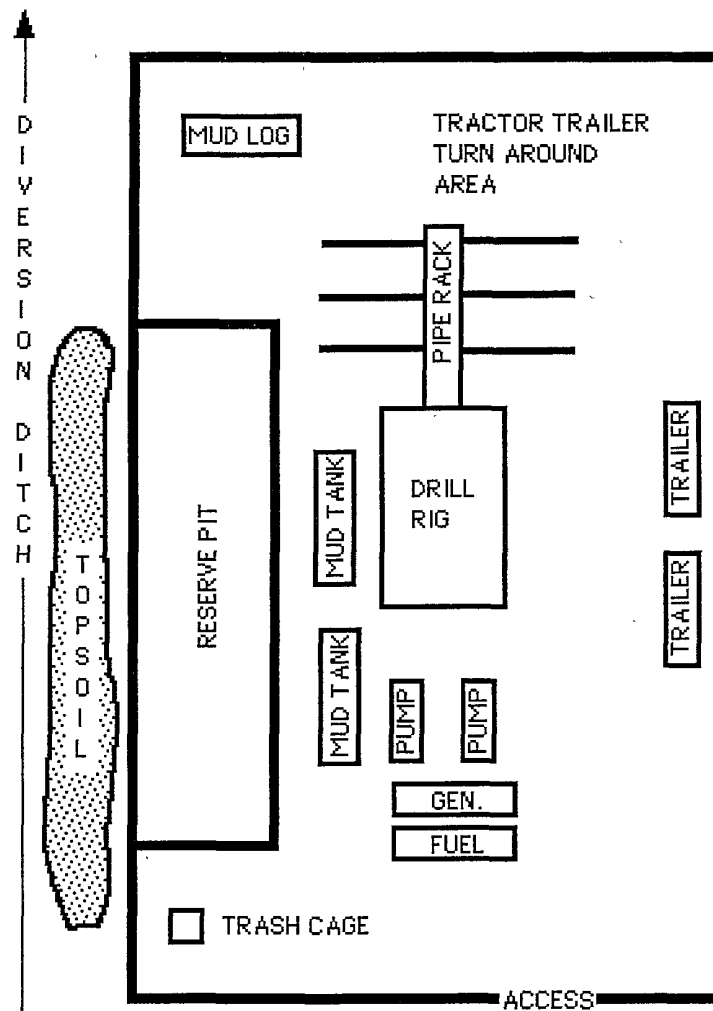 DIVERSION DITCH
MUD LOG
TRACTOR TRAILER
TURN AROUND
AREA
PIPE RACK
TRAILER
DRILL
RIG
MUD TANK
RESERVE PIT
TOPSOIL
TRAILER
MUD TANK
PUMP
PUMP
GEN.
FUEL
TRASH CAGE
ACCESS